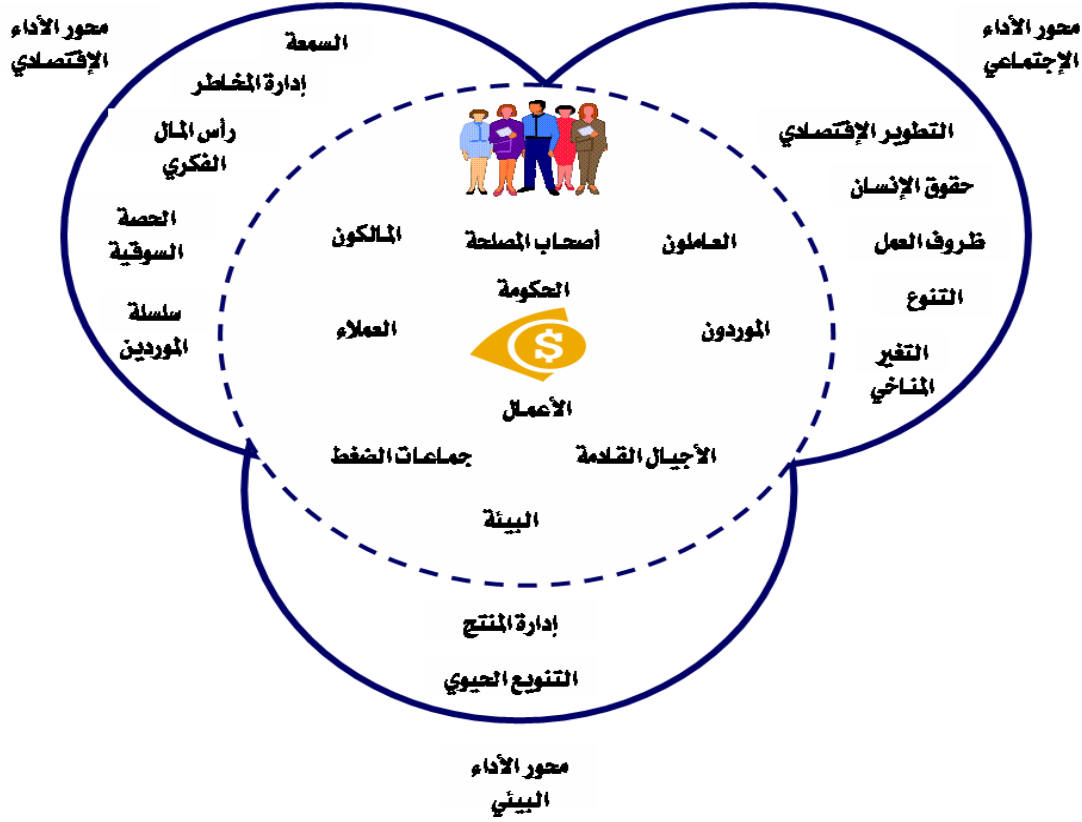 محور الأداء
الإجتماعي
محور الأداء
الإقتصادي
السمعة
إدارة المخاطر
رأس المال
الفكري
الحصة
السوقية
سلسلة
الموردين
التطوير الإقتصادي
حقوق الإنسان
ظروف العمل
التنوع
التغير
المناخي
العاملون
أصحاب المصلحة
المالكون
الحكومة
الموردون
$
العملاء
الأعمال
الأجيال القادمة
جماعات الضغط
البيئة
إدارة المنتج
التنويع الحيوي
محور الأداء
البيئي